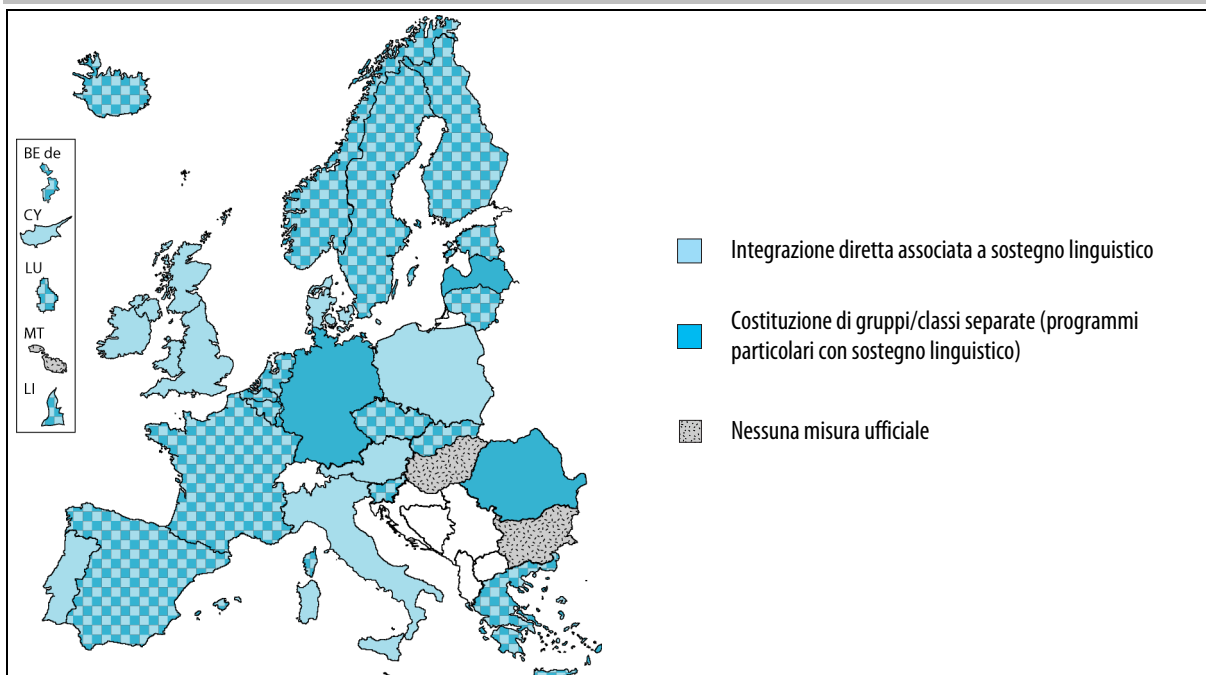 BE de
CY
LU
MT
LI
Integrazione diretta associata a sostegno linguistico
Costituzione di gruppi/classi separate (programmi
particolari con sostegno linguistico)
Nessuna misura ufficiale